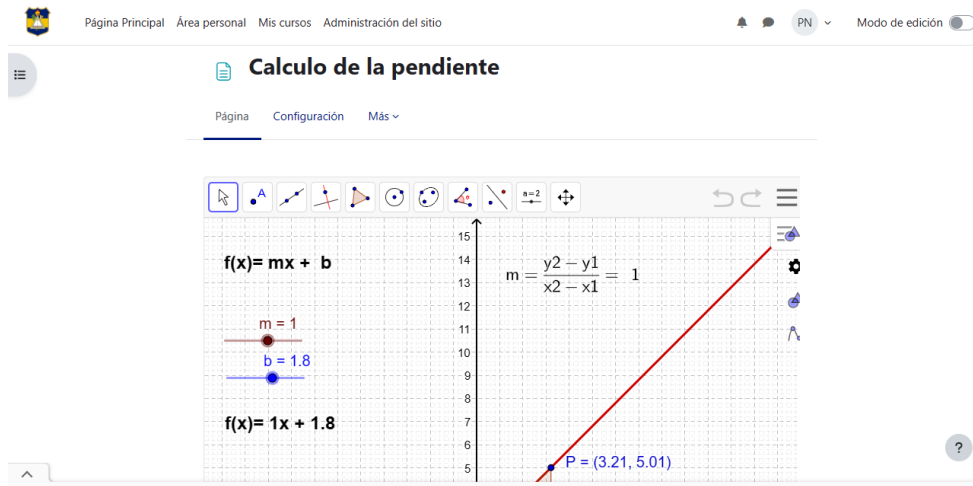 Página Principal Área personal Mis cursos Administración del sitio PN Modo de edición
Calculo de la pendiente
Página Configuración Más
A a=2
15
f(x)= mx + b
14
m = y2 − y1 / x2 − x1 = 1
13
12
m = 1
11
b = 1.8
10
9
8
f(x)= 1x + 1.8
7
6
P = (3.21, 5.01)
5
?